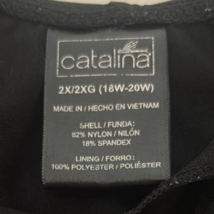 catalina
2X/2XG (18W-20W)
MADE IN / HECHO EN VIETNAM
SHELL / FUNDA:
82% NYLON / NILÓN
18% SPANDEX
LINING / FORRO:
100% POLYESTER / POLIÉSTER